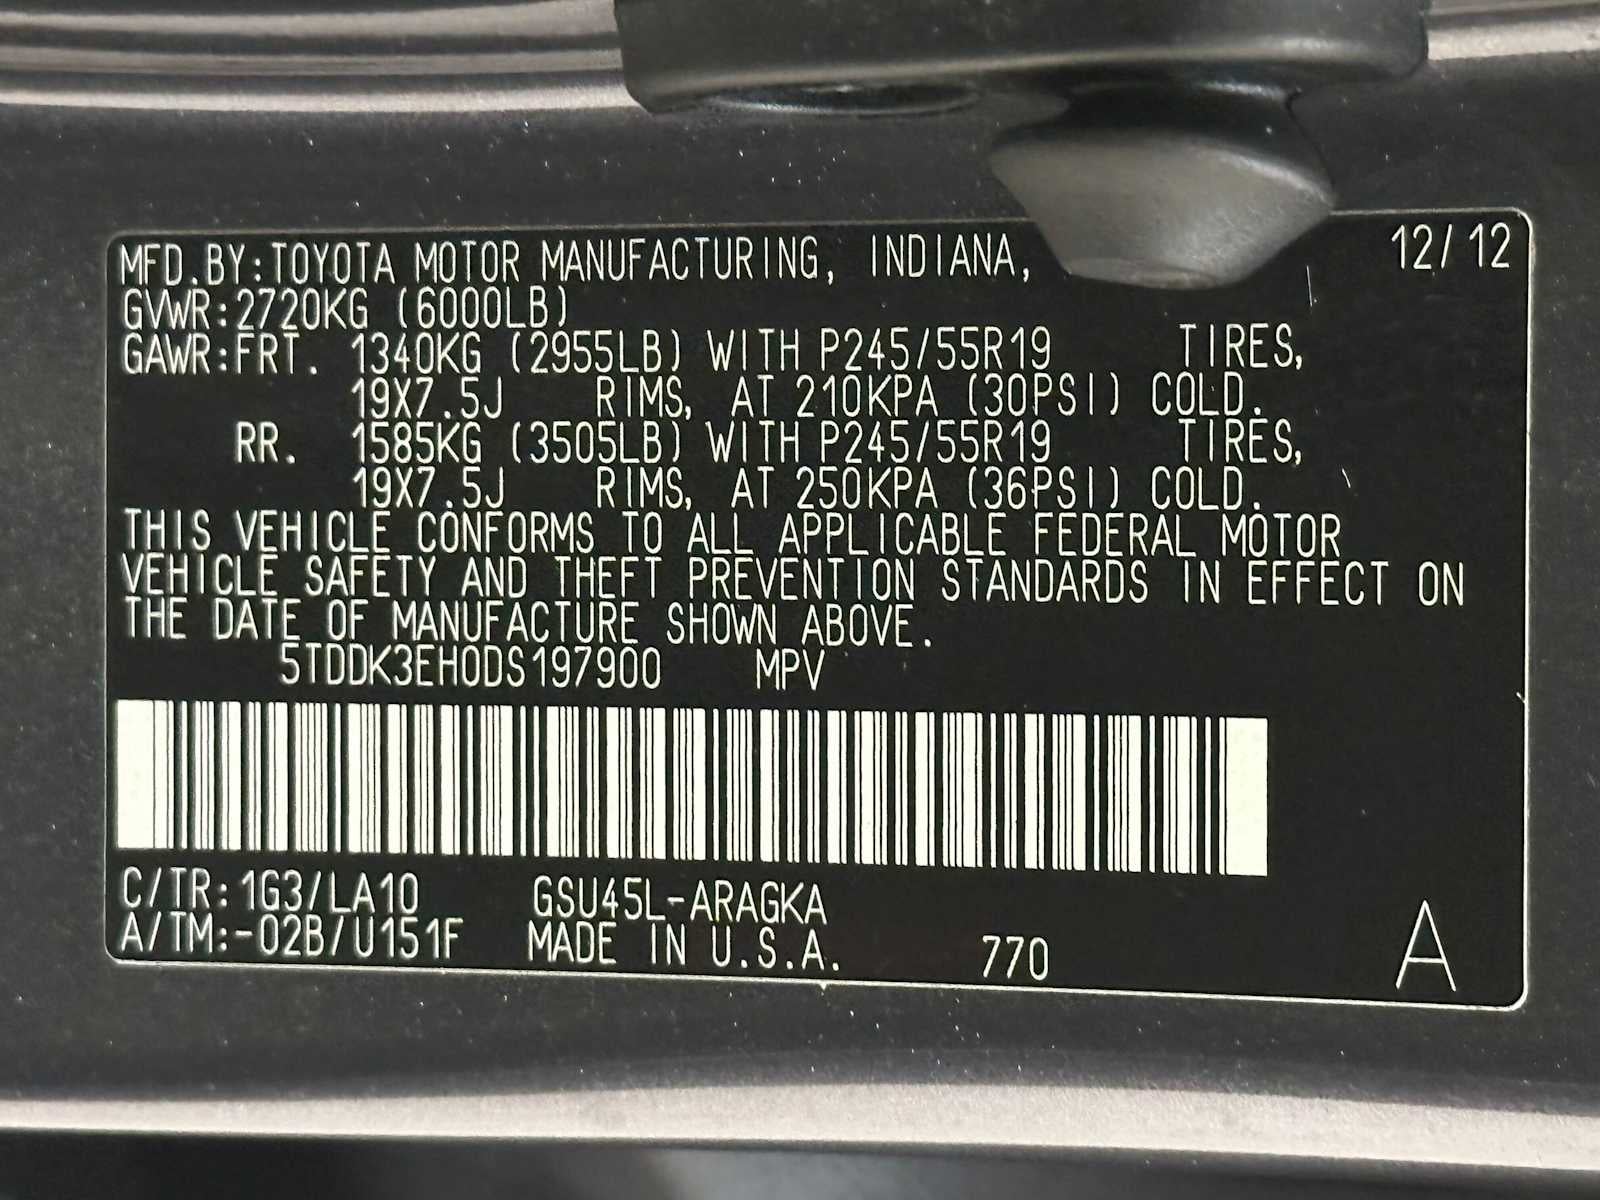 MFD.BY:TOYOTA MOTOR MANUFACTURING, INDIANA, 12/12
GVWR:2720KG (6000LB)
GAWR:FRT. 1340KG (2955LB) WITH P245/55R19 TIRES,
19X7.5J RIMS, AT 210KPA (30PSI) COLD.
RR. 1585KG (3505LB) WITH P245/55R19 TIRES,
19X7.5J RIMS, AT 250KPA (36PSI) COLD.
THIS VEHICLE CONFORMS TO ALL APPLICABLE FEDERAL MOTOR
VEHICLE SAFETY AND THEFT PREVENTION STANDARDS IN EFFECT ON
THE DATE OF MANUFACTURE SHOWN ABOVE.
5TDDK3EH0DS197900 MPV
C/TR:1G3/LA10 GSU45L-ARAGKA
A/TM:-02B/U151F MADE IN U.S.A. 770 A